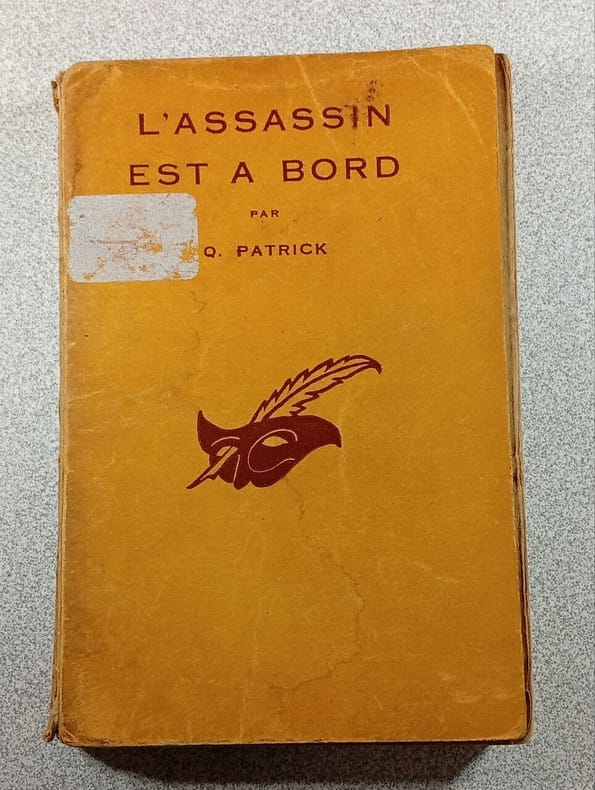 L'ASSASSIN
EST A BORD
PAR
Q. PATRICK